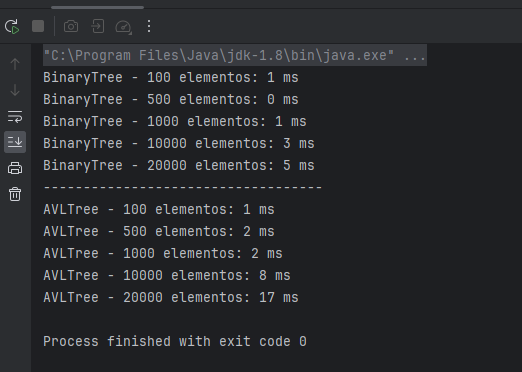 "C:\Program Files\Java\jdk-1.8\bin\java.exe" ...
BinaryTree - 100 elementos: 1 ms
BinaryTree - 500 elementos: 0 ms
BinaryTree - 1000 elementos: 1 ms
BinaryTree - 10000 elementos: 3 ms
BinaryTree - 20000 elementos: 5 ms
-----------------------------------
AVLTree - 100 elementos: 1 ms
AVLTree - 500 elementos: 2 ms
AVLTree - 1000 elementos: 2 ms
AVLTree - 10000 elementos: 8 ms
AVLTree - 20000 elementos: 17 ms
Process finished with exit code 0